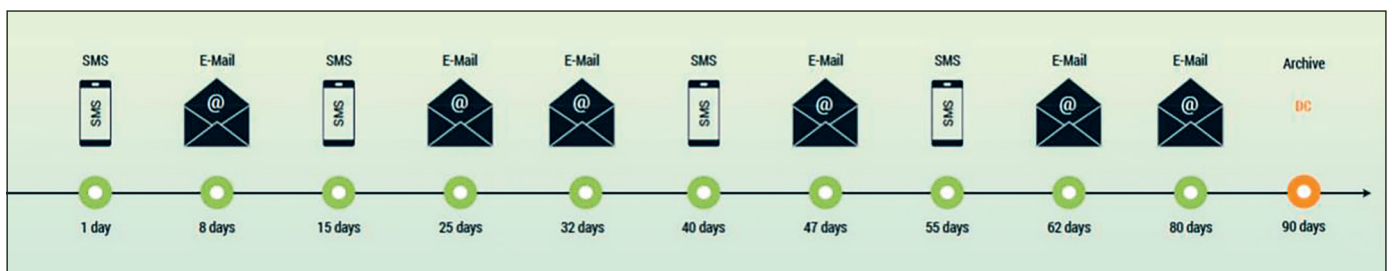 SMS E-Mail SMS E-Mail E-Mail SMS E-Mail SMS E-Mail E-Mail Archive
SMS @ SMS @ @ SMS @ SMS @ @ DC
1 day 8 days 15 days 25 days 32 days 40 days 47 days 55 days 62 days 80 days 90 days